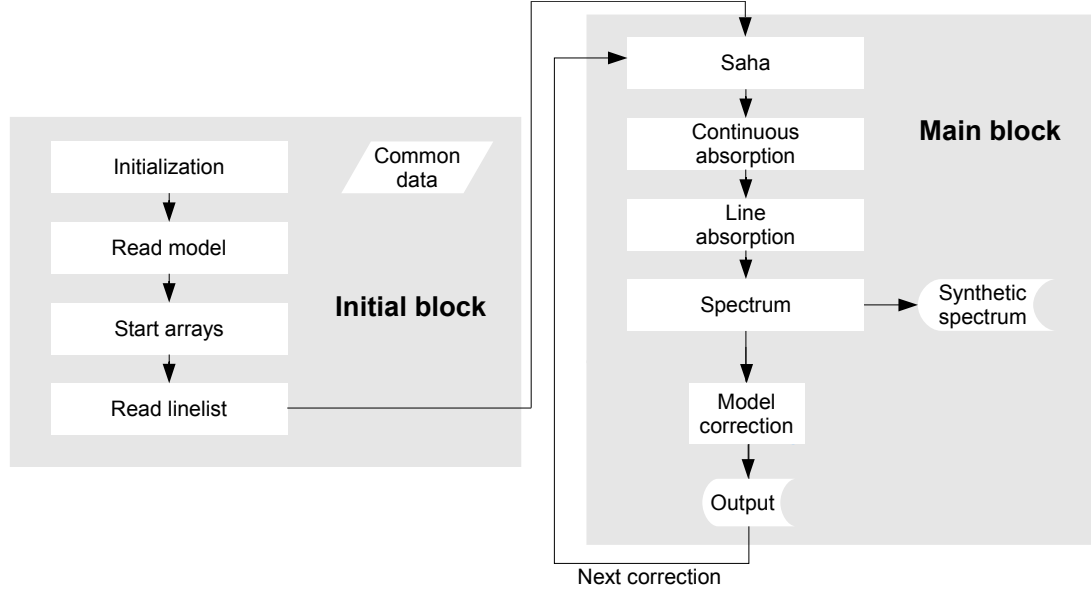 Initialization
Common
data
Read model
Initial block
Start arrays
Read linelist
Saha
Main block
Continuous
absorption
Line
absorption
Spectrum
Synthetic
spectrum
Model
correction
Output
Next correction